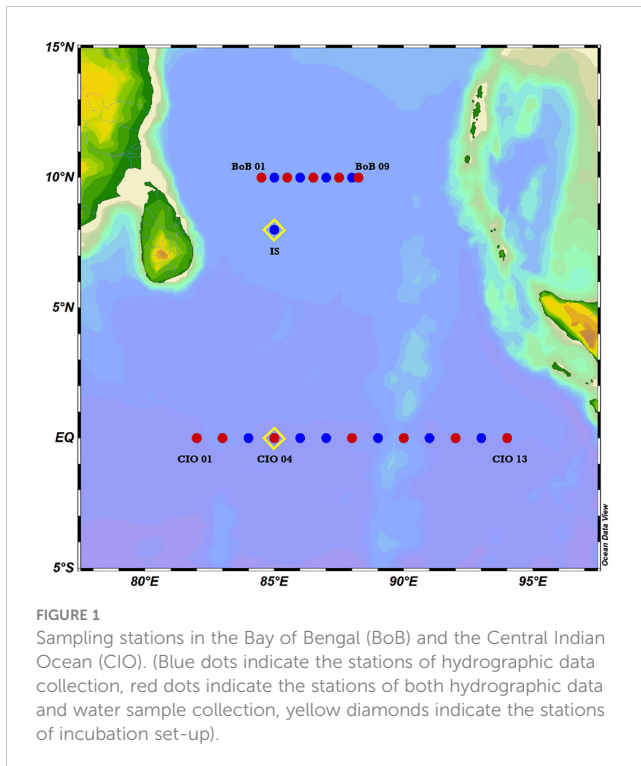 15°N
BoB 01
BoB 09
10°N
IS
5°N
EQ
CIO 01
CIO 04
CIO 13
5°S
80°E
85°E
90°E
95°E
Ocean Data View
FIGURE 1
Sampling stations in the Bay of Bengal (BoB) and the Central Indian
Ocean (CIO). (Blue dots indicate the stations of hydrographic data
collection, red dots indicate the stations of both hydrographic data
and water sample collection, yellow diamonds indicate the stations
of incubation set-up).